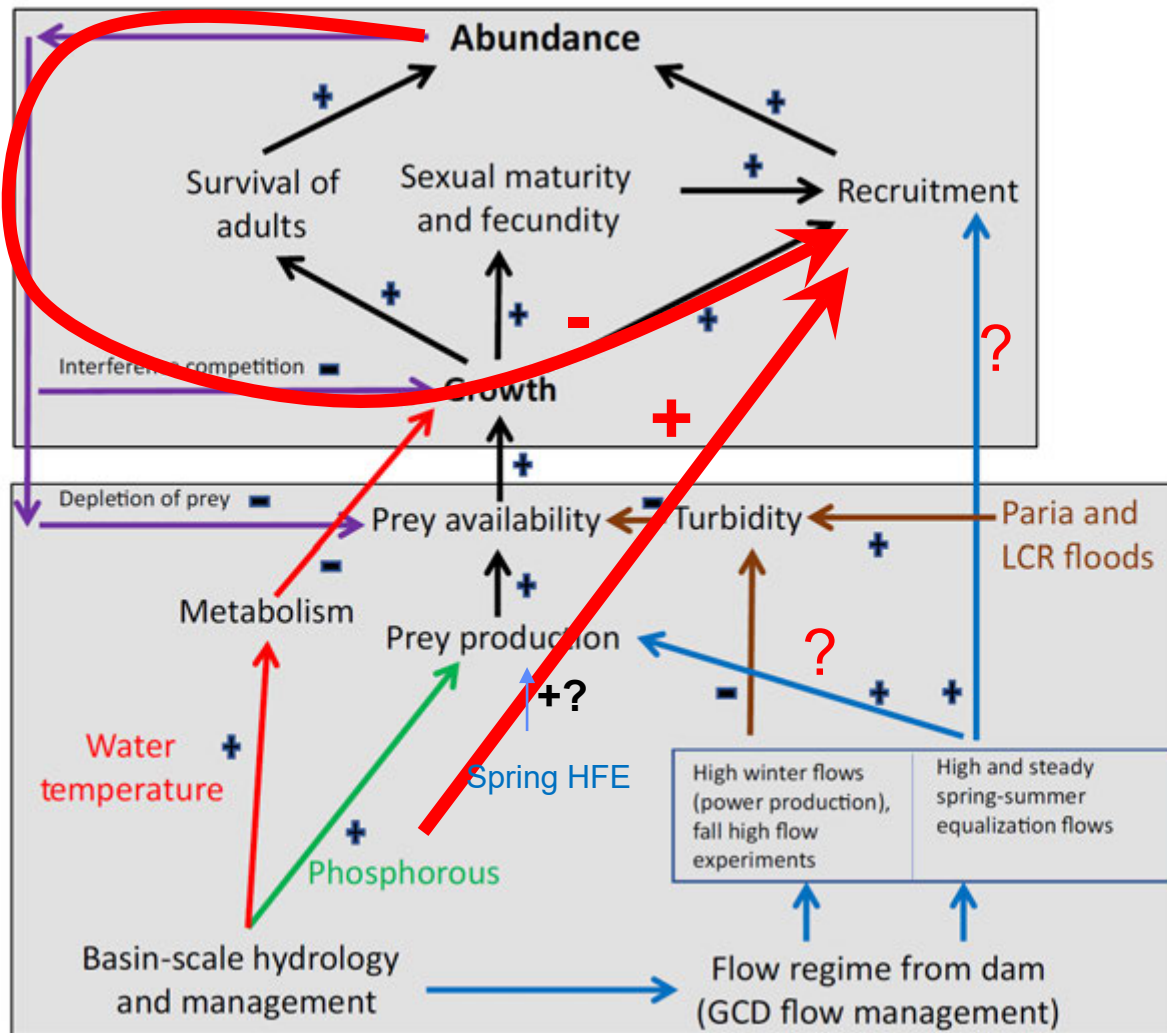 Abundance
+
+
Survival of
adults
Sexual maturity
and fecundity
+
Recruitment
+
+
-
+
?
Interference competition -
Growth
+
+
Depletion of prey -
Prey availability
-
Turbidity
Paria and
LCR floods
+
-
Metabolism
+
Prey production
?
+?
-
+
+
Water
temperature
+
Spring HFE
High winter flows
(power production),
fall high flow
experiments
High and steady
spring-summer
equalization flows
+
Phosphorous
Basin-scale hydrology
and management
Flow regime from dam
(GCD flow management)